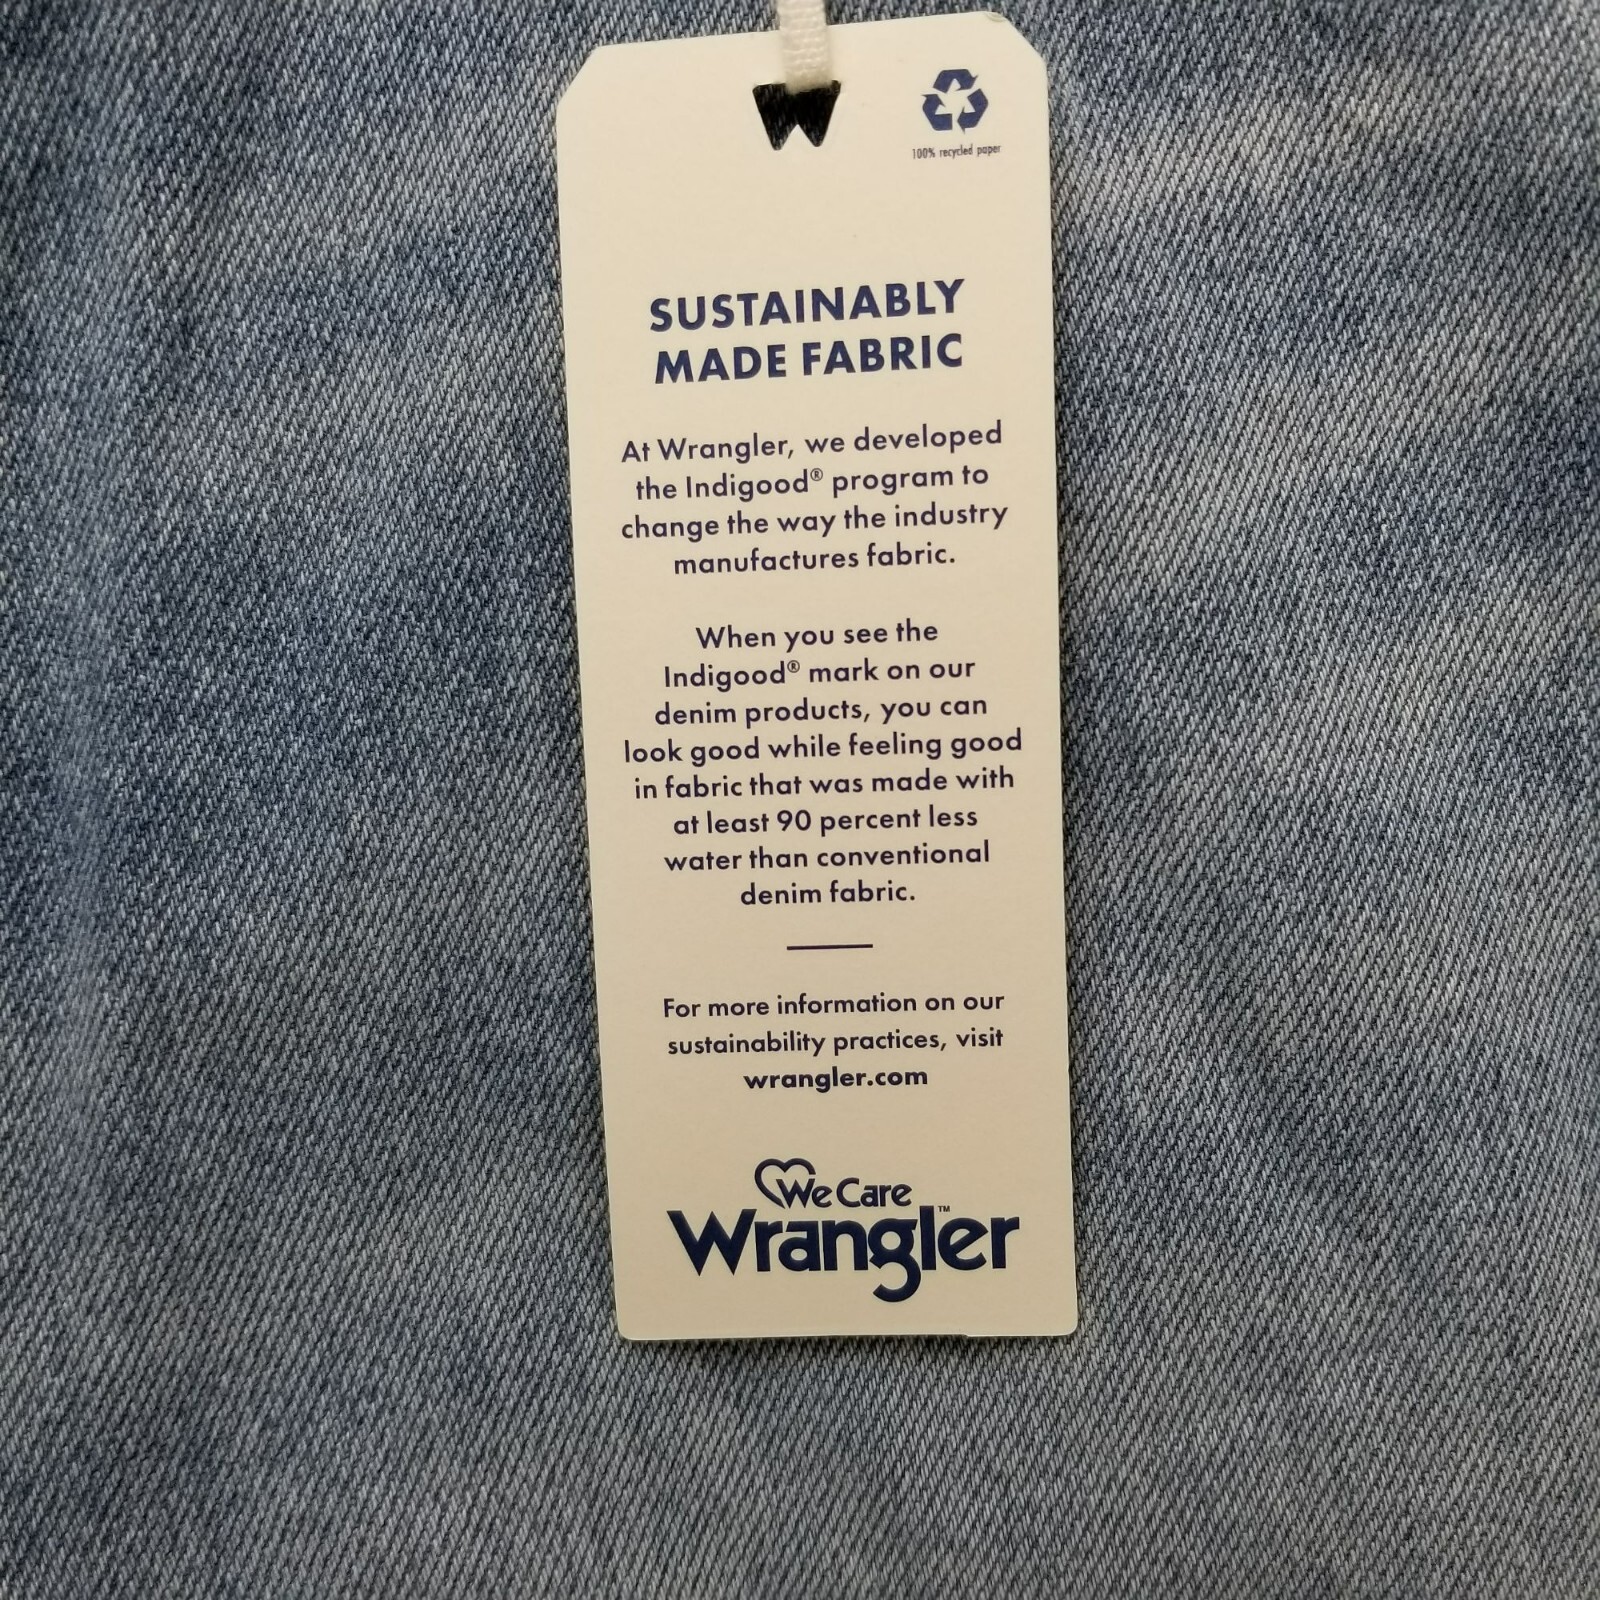 100% recycled paper
SUSTAINABLY
MADE FABRIC
At Wrangler, we developed
the Indigood® program to
change the way the industry
manufactures fabric.
When you see the
Indigood® mark on our
denim products, you can
look good while feeling good
in fabric that was made with
at least 90 percent less
water than conventional
denim fabric.
For more information on our
sustainability practices, visit
wrangler.com
We Care
Wrangler™